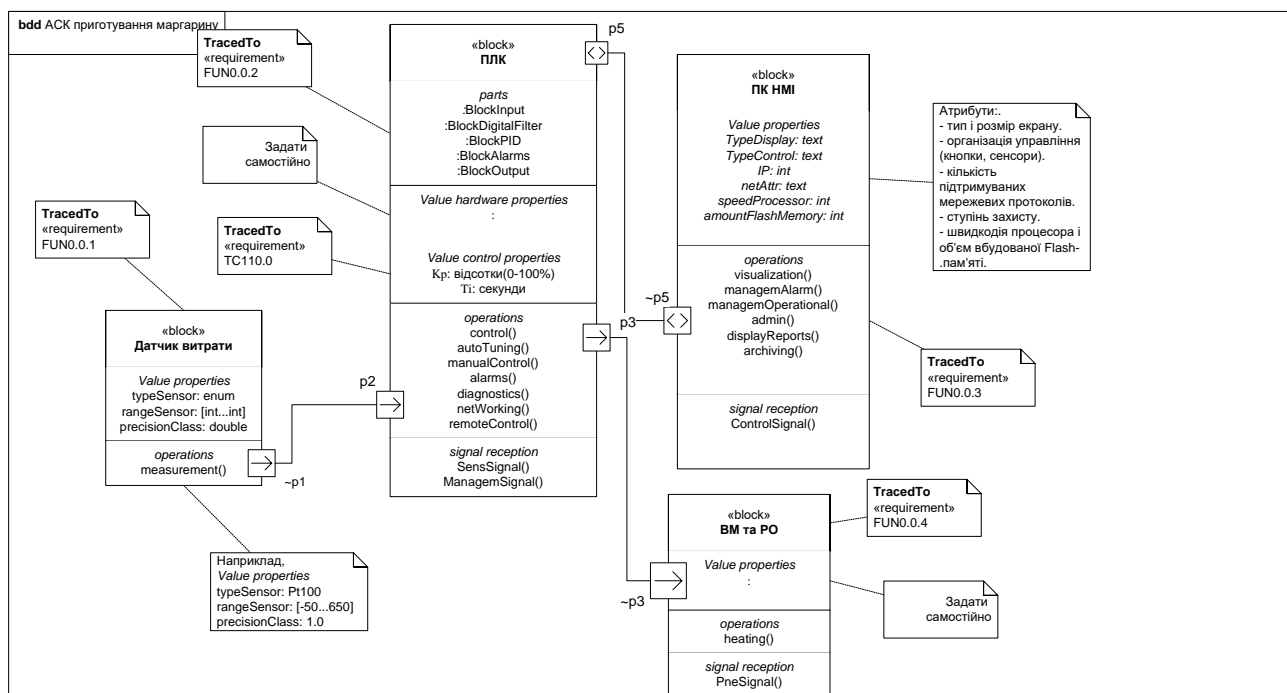 bdd АСК приготування маргарину
TracedTo
«requirement»
FUN0.0.2
Задати
самостійно
TracedTo
«requirement»
TC110.0
TracedTo
«requirement»
FUN0.0.1
«block»
Датчик витрати
Value properties
typeSensor: enum
rangeSensor: [int...int]
precisionClass: double
operations
measurement()
~p1
Наприклад,
Value properties
typeSensor: Pt100
rangeSensor: [-50...650]
precisionClass: 1.0
p2
«block»
ПЛК
parts
:BlockInput
:BlockDigitalFilter
:BlockPID
:BlockAlarms
:BlockOutput
Value hardware properties
:
Value control properties
Kp: відсотки(0-100%)
Ti: секунди
operations
control()
autoTuning()
manualControl()
alarms()
diagnostics()
netWorking()
remoteControl()
signal reception
SensSignal()
ManagemSignal()
p5
p3
~p5
~p3
«block»
ПК HMI
Value properties
TypeDisplay: text
TypeControl: text
IP: int
netAttr: text
speedProcessor: int
amountFlashMemory: int
operations
visualization()
managemAlarm()
managemOperational()
admin()
displayReports()
archiving()
signal reception
ControlSignal()
Атрибути:.
- тип і розмір екрану.
- організація управління
(кнопки, сенсори).
- кількість
підтримуваних
мережевих протоколів.
- ступінь захисту.
- швидкодія процесора і
об'єм вбудованої Flash-
.пам'яті.
TracedTo
«requirement»
FUN0.0.3
«block»
ВМ та РО
Value properties
:
operations
heating()
signal reception
PneSignal()
TracedTo
«requirement»
FUN0.0.4
Задати
самостійно